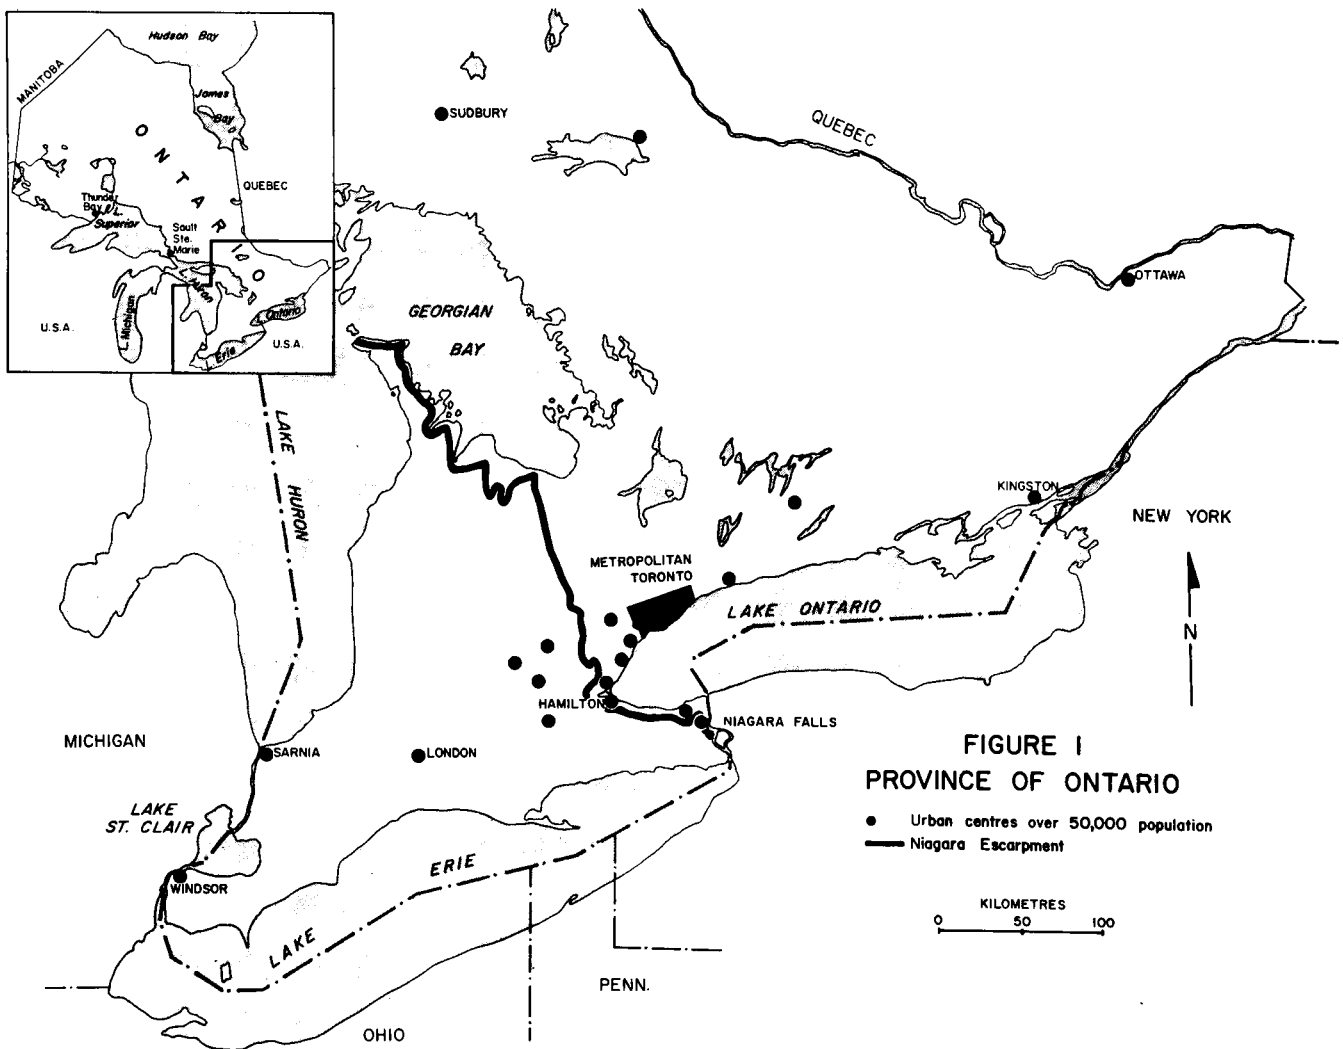 Hudson Bay
MANITOBA
James
Bay
ONTARIO
QUEBEC
Thunder
Bay
L.
Superior
Sault
Ste.
Marie
L. Huron
L. Michigan
L. Ontario
L. Erie
U.S.A.
U.S.A.
SUDBURY
QUEBEC
OTTAWA
GEORGIAN
BAY
LAKE HURON
KINGSTON
NEW YORK
METROPOLITAN
TORONTO
LAKE ONTARIO
N
HAMILTON
NIAGARA FALLS
MICHIGAN
SARNIA
LONDON
LAKE
ST. CLAIR
WINDSOR
LAKE ERIE
PENN.
OHIO
FIGURE 1
PROVINCE OF ONTARIO
Urban centres over 50,000 population
Niagara Escarpment
KILOMETRES
0 50 100